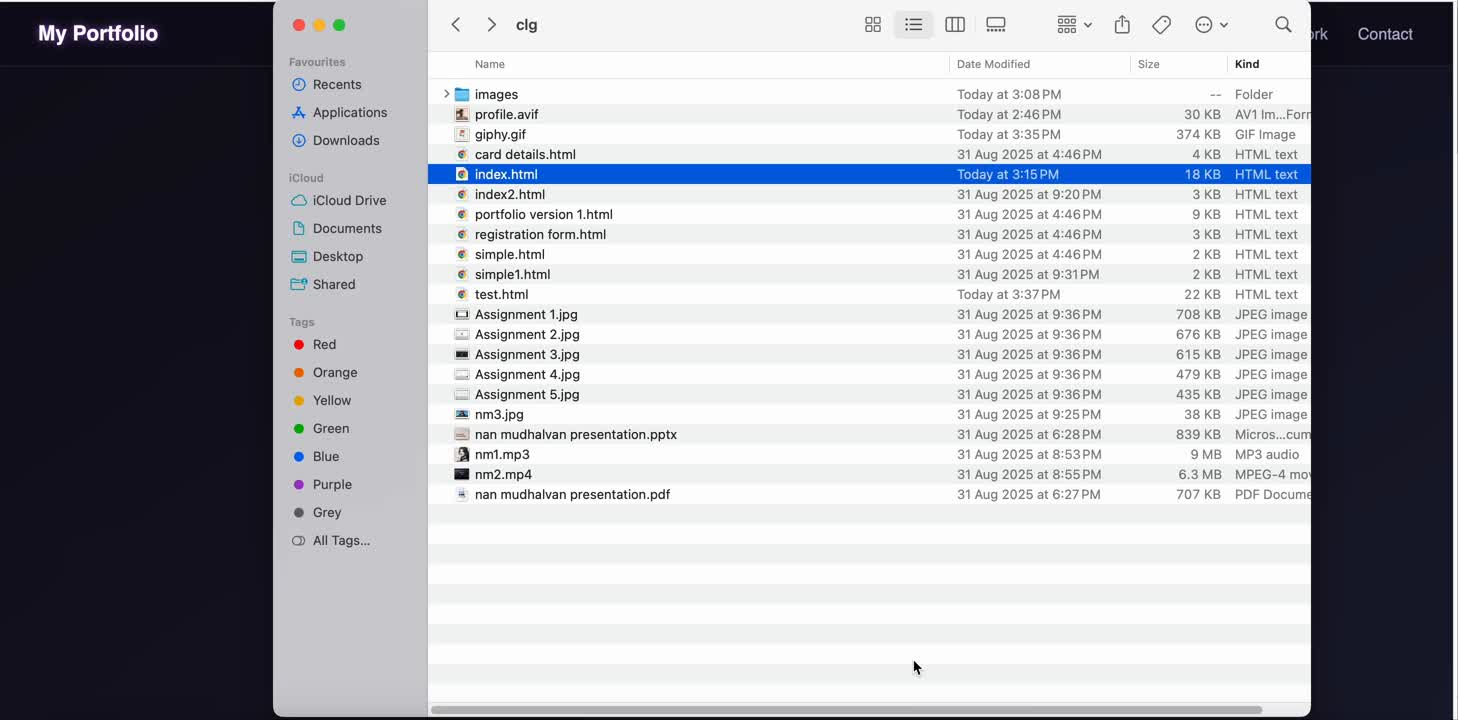 My Portfolio
clg
ork
Contact
Favourites
Recents
Applications
Downloads
iCloud
iCloud Drive
Documents
Desktop
Shared
Tags
Red
Orange
Yellow
Green
Blue
Purple
Grey
All Tags...
Name Date Modified Size Kind
images Today at 3:08 PM -- Folder
profile.avif Today at 2:46 PM 30 KB AV1 Im...Forr
giphy.gif Today at 3:35 PM 374 KB GIF Image
card details.html 31 Aug 2025 at 4:46 PM 4 KB HTML text
index.html Today at 3:15 PM 18 KB HTML text
index2.html 31 Aug 2025 at 9:20 PM 3 KB HTML text
portfolio version 1.html 31 Aug 2025 at 4:46 PM 9 KB HTML text
registration form.html 31 Aug 2025 at 4:46 PM 3 KB HTML text
simple.html 31 Aug 2025 at 4:46 PM 2 KB HTML text
simple1.html 31 Aug 2025 at 9:31 PM 2 KB HTML text
test.html Today at 3:37 PM 22 KB HTML text
Assignment 1.jpg 31 Aug 2025 at 9:36 PM 708 KB JPEG image
Assignment 2.jpg 31 Aug 2025 at 9:36 PM 676 KB JPEG image
Assignment 3.jpg 31 Aug 2025 at 9:36 PM 615 KB JPEG image
Assignment 4.jpg 31 Aug 2025 at 9:36 PM 479 KB JPEG image
Assignment 5.jpg 31 Aug 2025 at 9:36 PM 435 KB JPEG image
nm3.jpg 31 Aug 2025 at 9:25 PM 38 KB JPEG image
nan mudhalvan presentation.pptx 31 Aug 2025 at 6:28 PM 839 KB Micros...cum
nm1.mp3 31 Aug 2025 at 8:53 PM 9 MB MP3 audio
nm2.mp4 31 Aug 2025 at 8:55 PM 6.3 MB MPEG-4 mov
nan mudhalvan presentation.pdf 31 Aug 2025 at 6:27 PM 707 KB PDF Docume